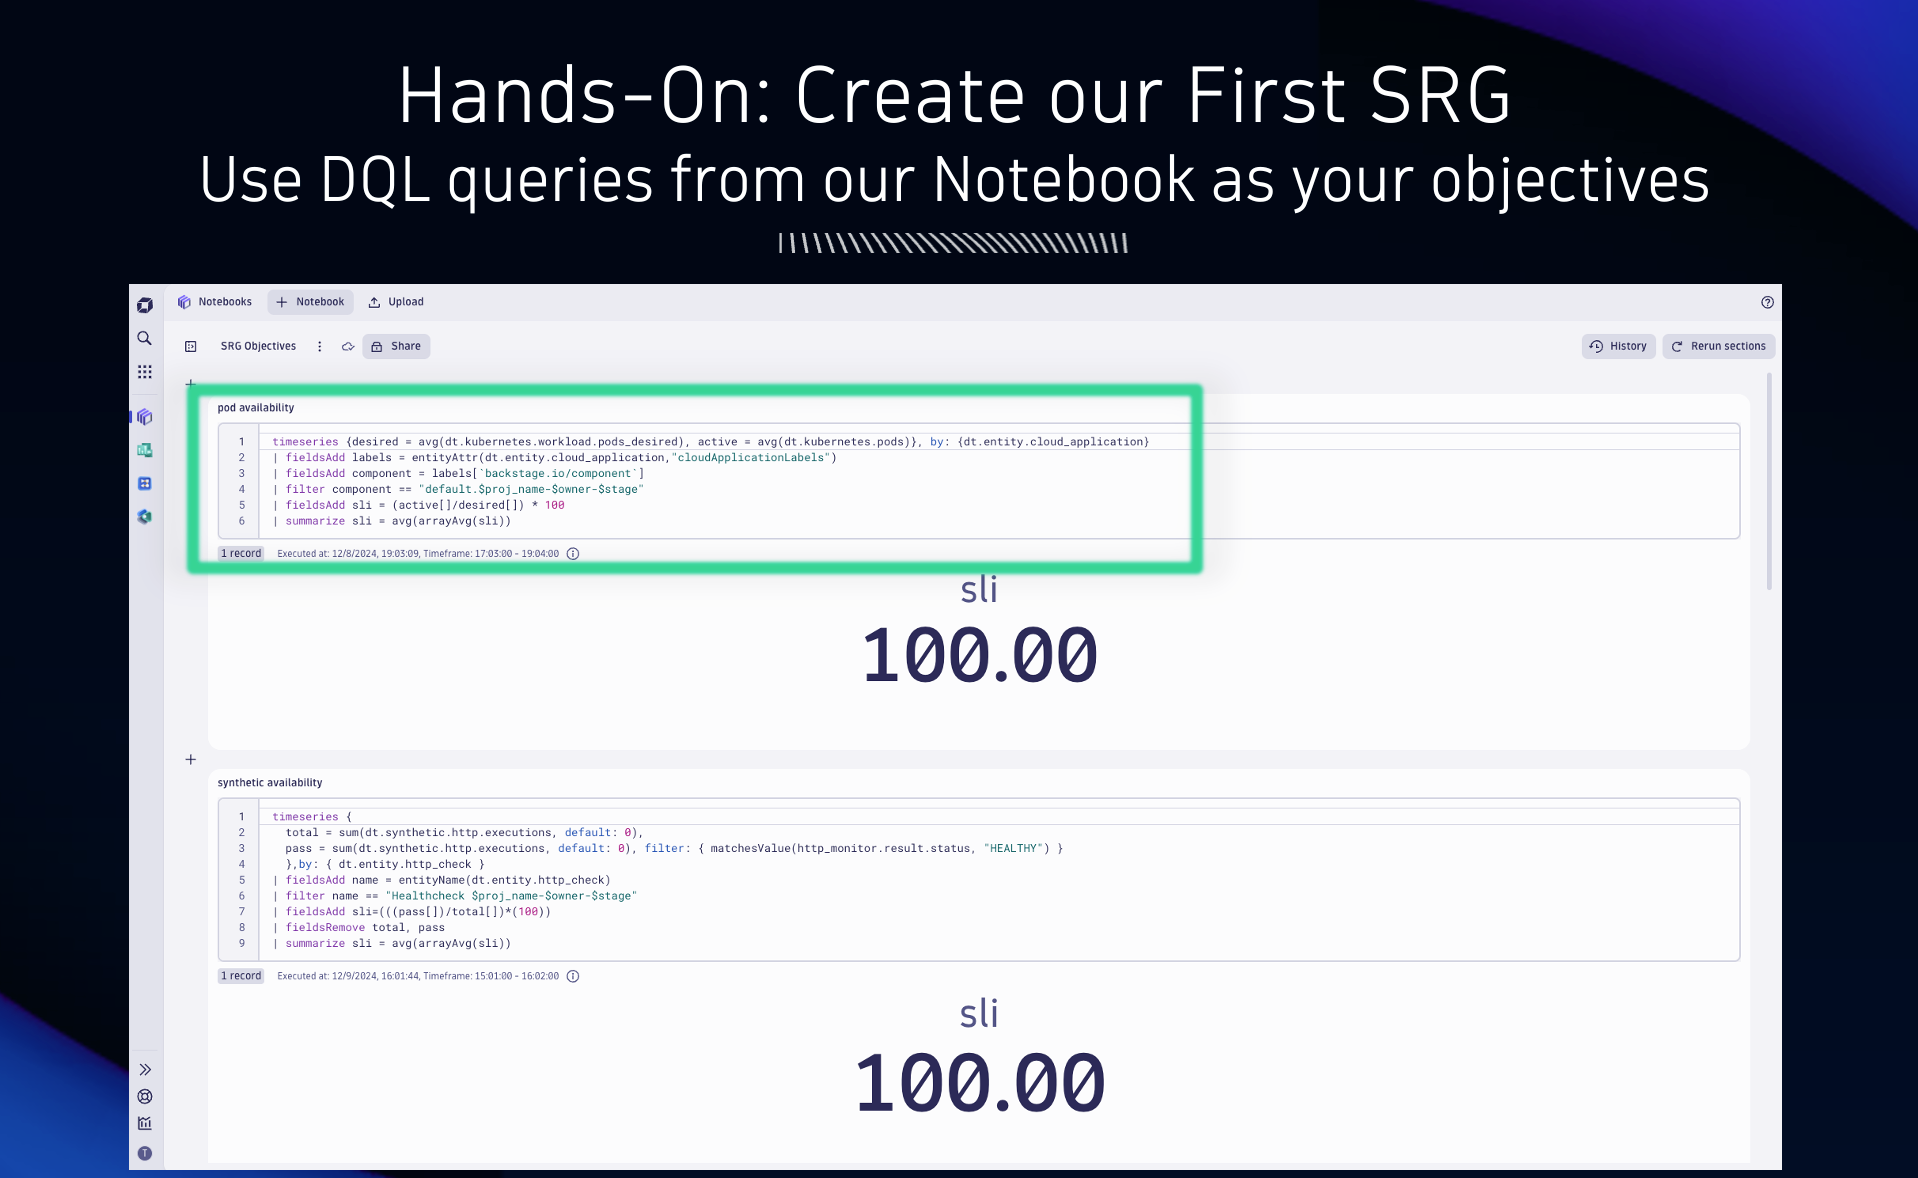 Hands-On: Create our First SRG
Use DQL queries from our Notebook as your objectives
Notebooks
Notebook
Upload
SRG Objectives
Share
History
Rerun sections
pod availability
1 timeseries {desired = avg(dt.kubernetes.workload.pods_desired), active = avg(dt.kubernetes.pods)}, by: {dt.entity.cloud_application}
2 | fieldsAdd labels = entityAttr(dt.entity.cloud_application,"cloudApplicationLabels")
3 | fieldsAdd component = labels[`backstage.io/component`]
4 | filter component == "default.$proj_name-$owner-$stage"
5 | fieldsAdd sli = (active[]/desired[]) * 100
6 | summarize sli = avg(arrayAvg(sli))
1 record Executed at: 12/8/2024, 19:03:09, Timeframe: 17:03:00 - 19:04:00
sli
100.00
synthetic availability
1 timeseries {
2 total = sum(dt.synthetic.http.executions, default: 0),
3 pass = sum(dt.synthetic.http.executions, default: 0), filter: { matchesValue(http_monitor.result.status, "HEALTHY") }
4 },by: { dt.entity.http_check }
5 | fieldsAdd name = entityName(dt.entity.http_check)
6 | filter name == "Healthcheck $proj_name-$owner-$stage"
7 | fieldsAdd sli=(((pass[])/total[])*(100))
8 | fieldsRemove total, pass
9 | summarize sli = avg(arrayAvg(sli))
1 record Executed at: 12/9/2024, 16:01:44, Timeframe: 15:01:00 - 16:02:00
sli
100.00
T